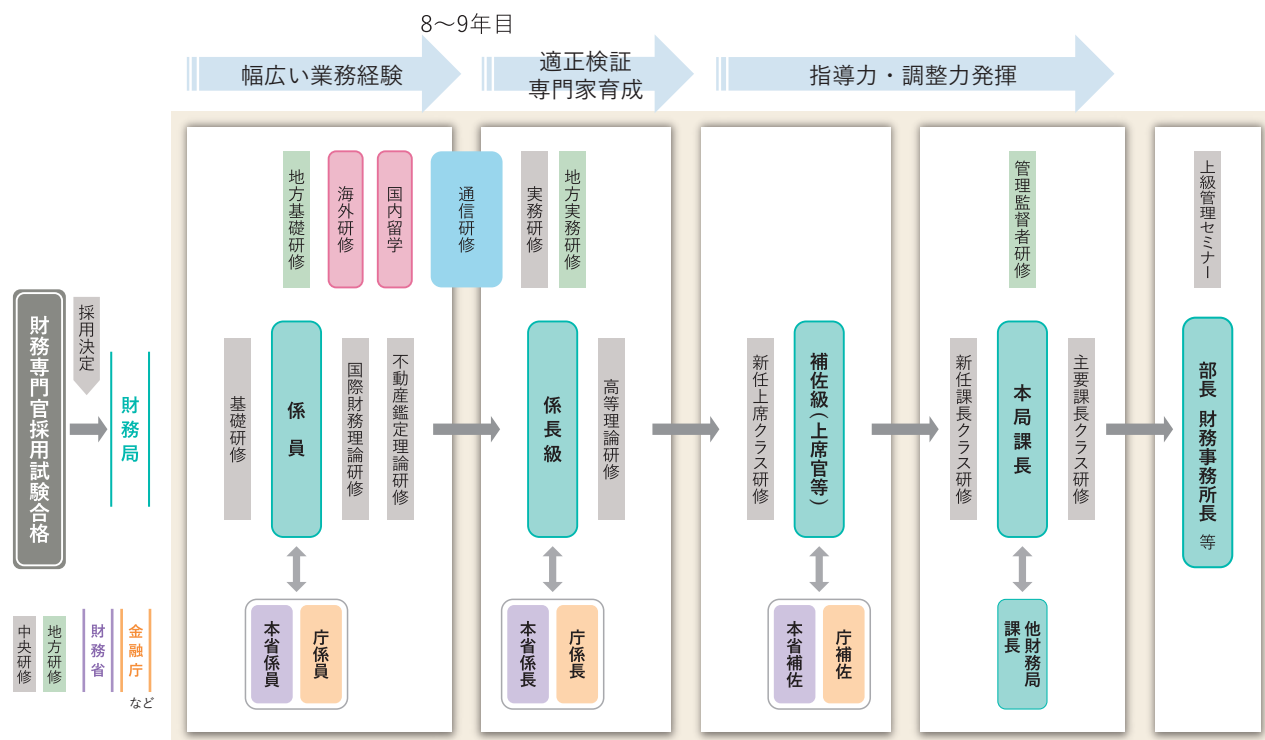 8〜9年目
幅広い業務経験
適正検証
専門家育成
指導力・調整力発揮
地方基礎研修
海外研修
国内留学
通信研修
実務研修
地方実務研修
管理監督者研修
上級管理セミナー
財務専門官採用試験合格
採用決定
財務局
基礎研修
係員
国際財務理論研修
不動産鑑定理論研修
係長級
高等理論研修
新任上席クラス研修
補佐級(上席官等)
新任課長クラス研修
本局課長
主要課長クラス研修
部長 財務事務所長 等
中央研修
地方研修
財務省
金融庁
など
本省係員
庁係員
本省係長
庁係長
本省補佐
庁補佐
他財務局
課長